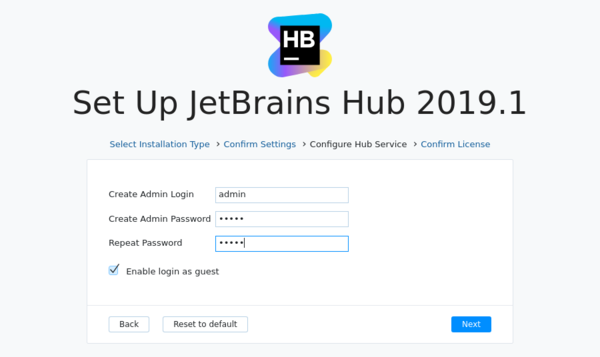 HB
Set Up JetBrains Hub 2019.1
Select Installation Type > Confirm Settings > Configure Hub Service > Confirm License
Create Admin Login admin
Create Admin Password •••••
Repeat Password •••••
Enable login as guest
Back Reset to default Next